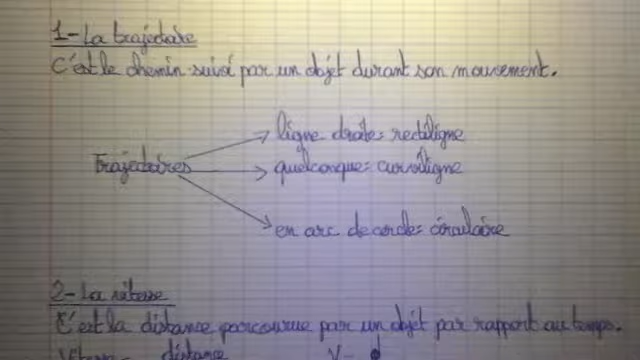 1-La trajectoire
C'est le chemin suivi par un objet durant son mouvement.
ligne droite= rectiligne
Trajectoires
quelconque= curviligne
en arc de cercle= circulaire
2-La vitesse
C'est la distance parcourue par un objet par rapport au temps.
Vitesse= distance V= d